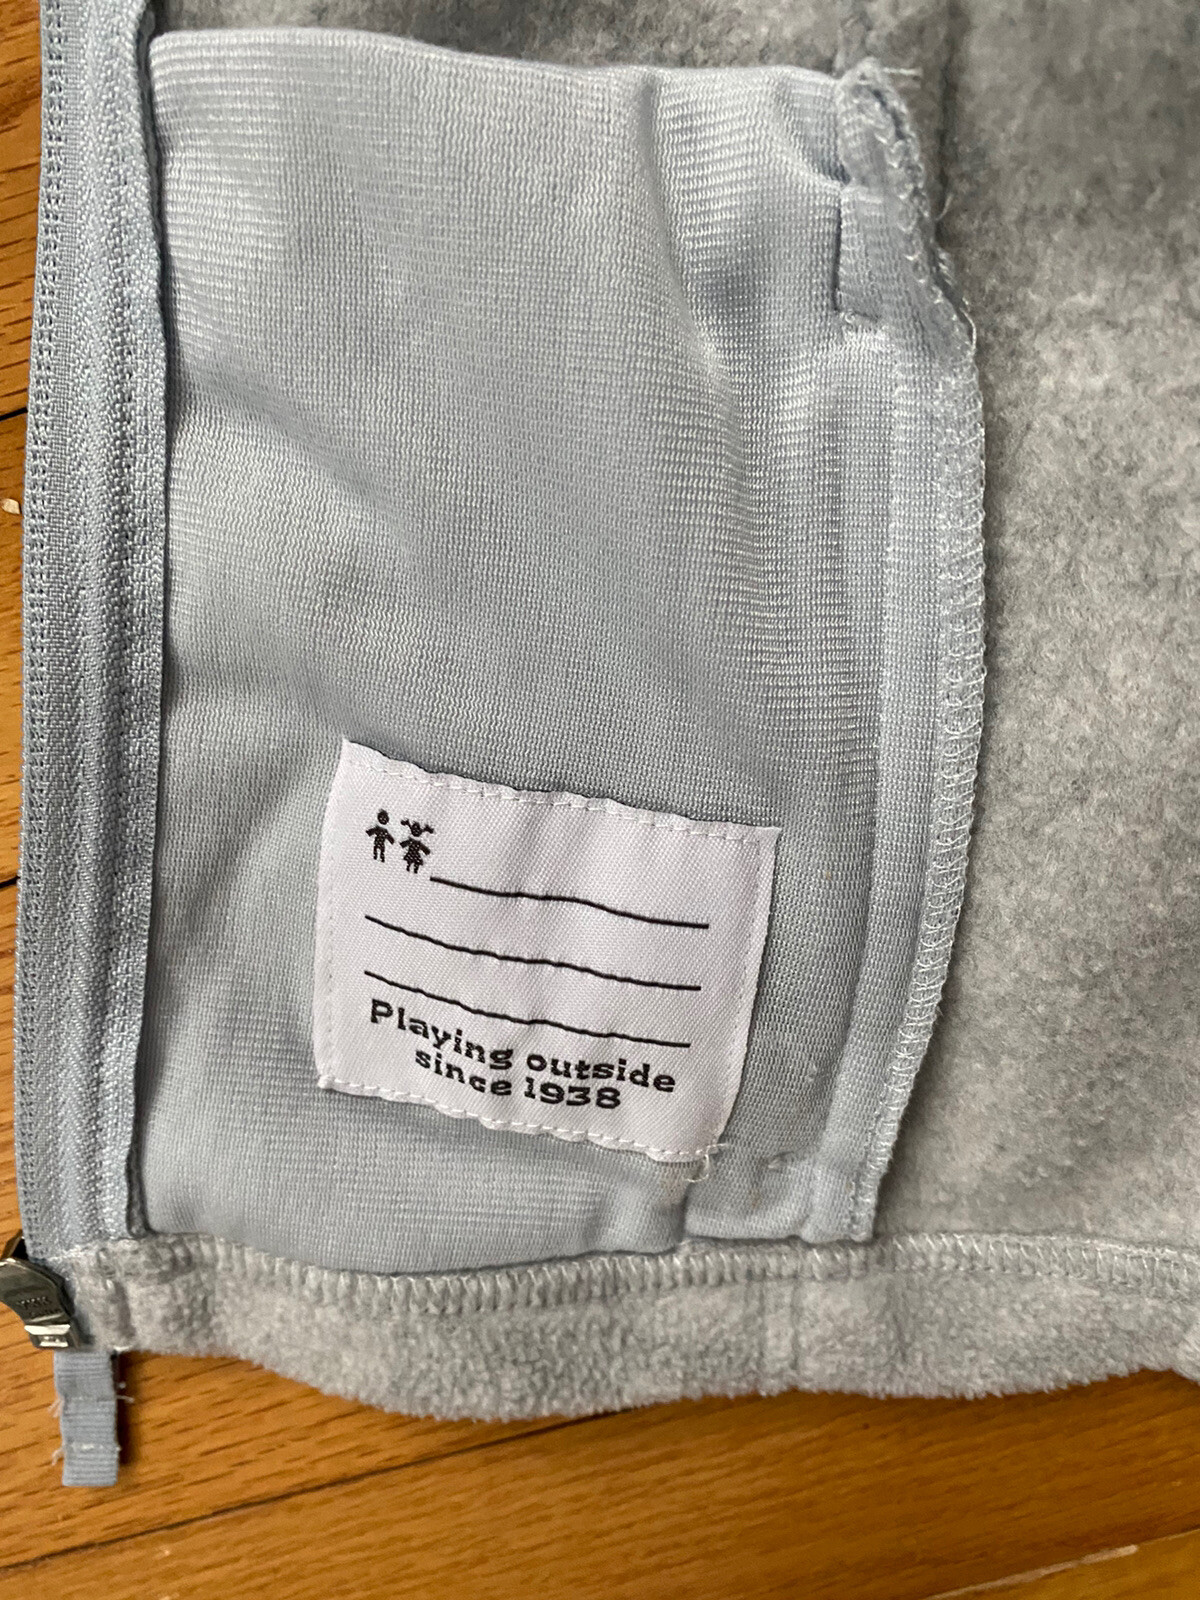 Playing outside
since 1938